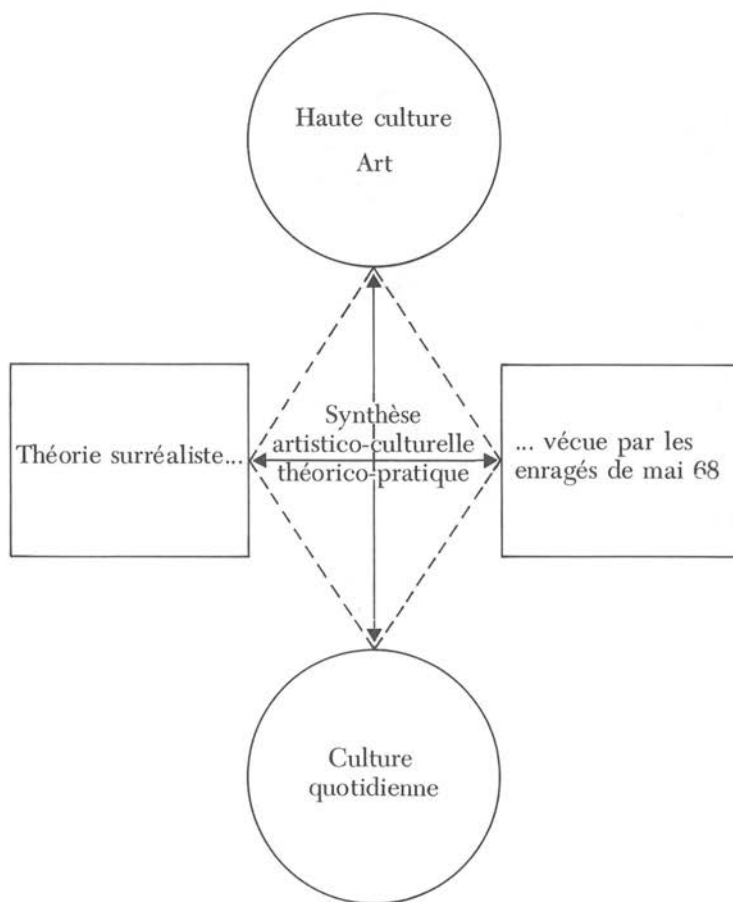 Haute culture
Art
Théorie surréaliste...
Synthèse
artistico-culturelle
théorico-pratique
... vécue par les
enragés de mai 68
Culture
quotidienne